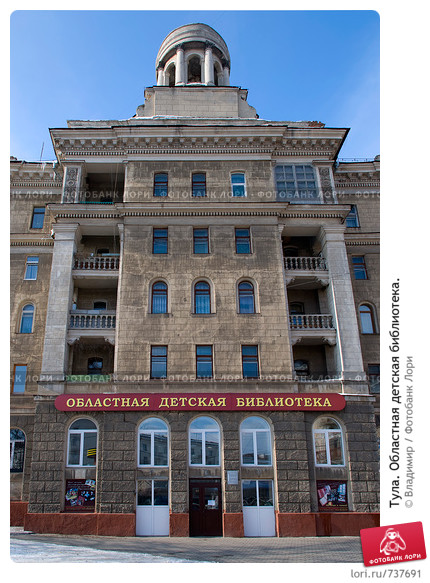 ОБЛАСТНАЯ ДЕТСКАЯ БИБЛИОТЕКА
Тула. Областная детская библиотека.
© Владимир / Фотобанк Лори
ФОТОБАНК ЛОРИ
lori.ru/737691